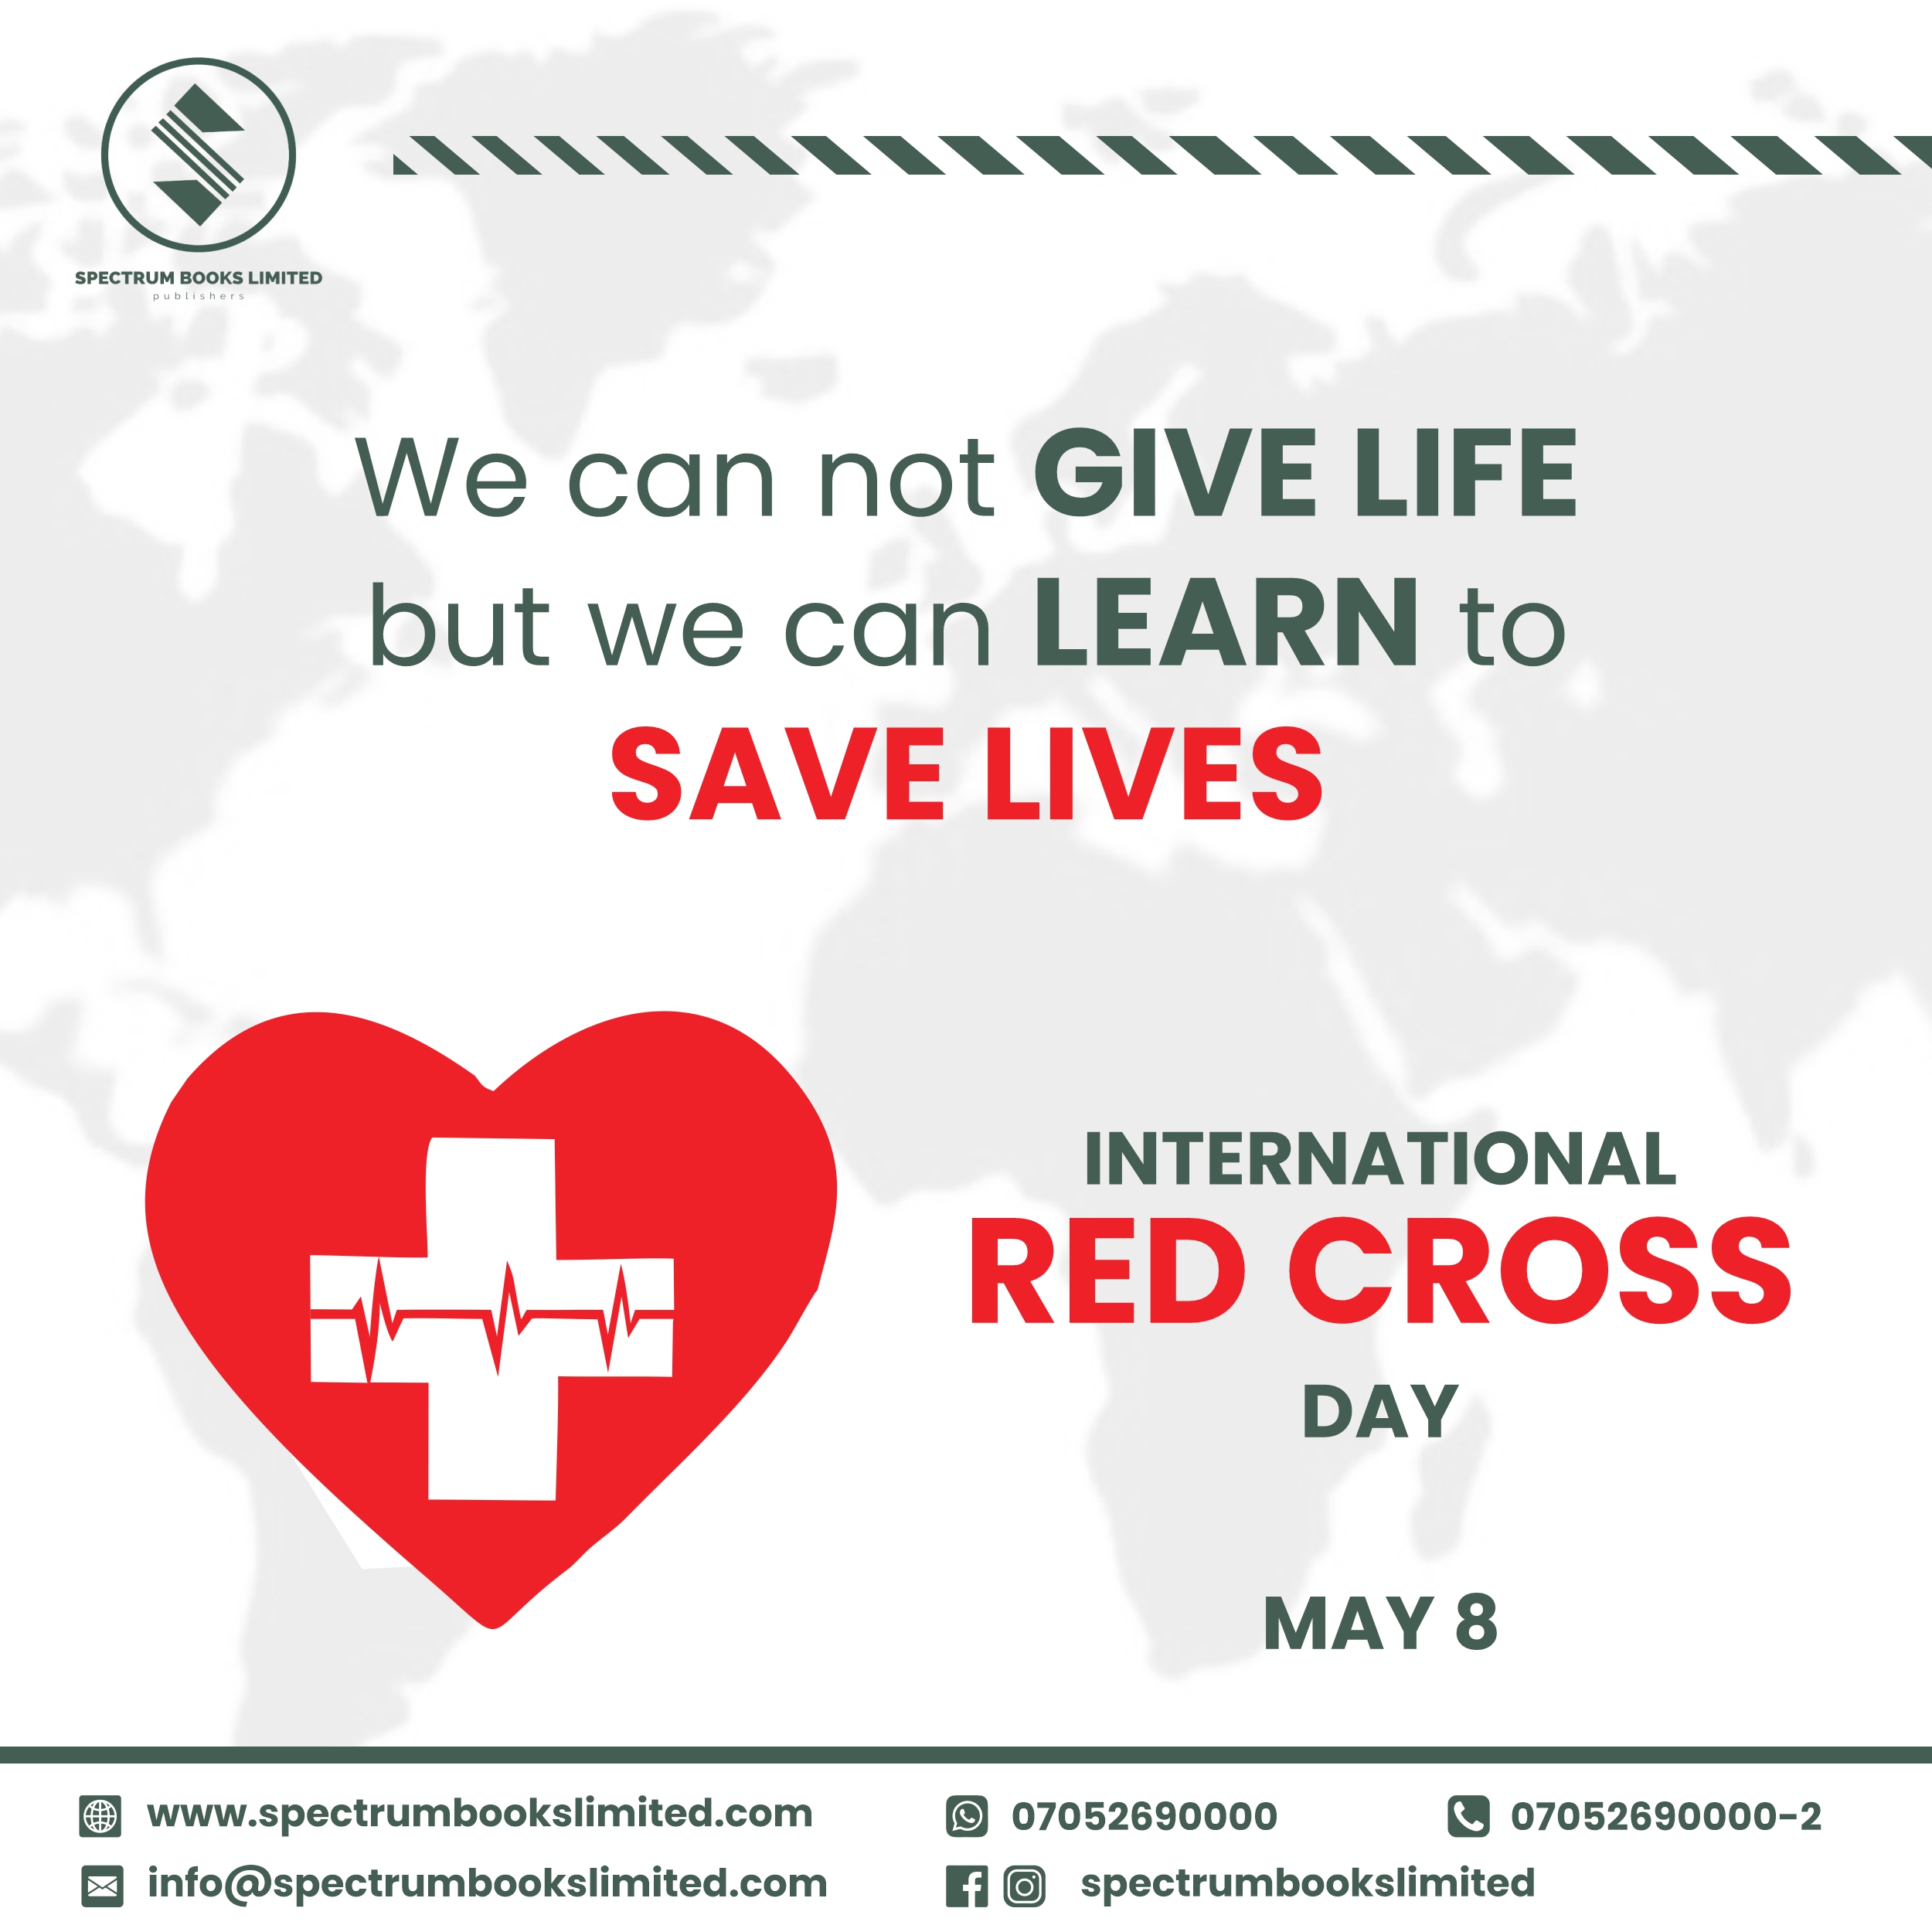 SPECTRUM BOOKS LIMITED
publishers
We can not GIVE LIFE
but we can LEARN to
SAVE LIVES
INTERNATIONAL
RED CROSS
DAY
MAY 8
www.spectrumbookslimited.com
07052690000
07052690000-2
info@spectrumbookslimited.com
spectrumbookslimited